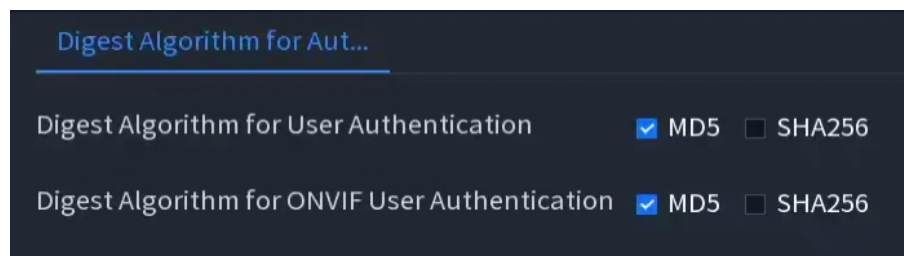 Digest Algorithm for Aut...
Digest Algorithm for User Authentication MD5 SHA256
Digest Algorithm for ONVIF User Authentication MD5 SHA256